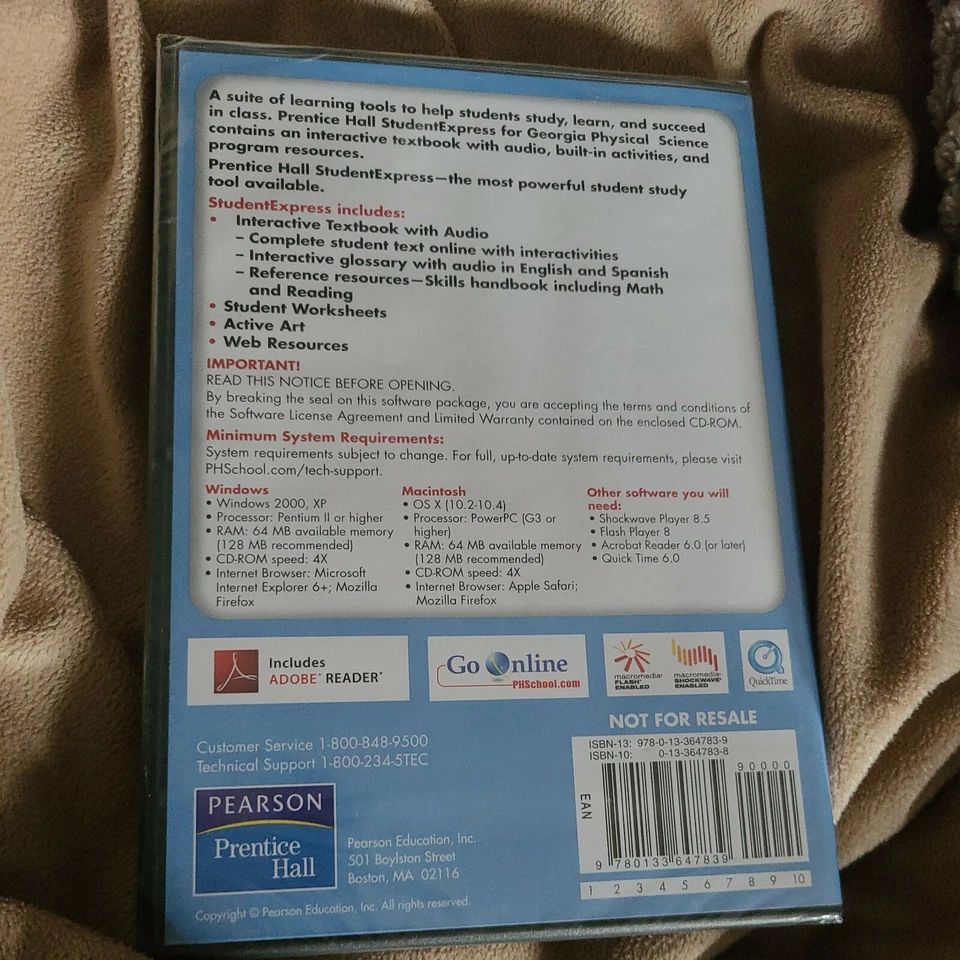 A suite of learning tools to help students study, learn, and succeed
in class. Prentice Hall StudentExpress for Georgia Physical Science
contains an interactive textbook with audio, built-in activities, and
program resources.
Prentice Hall StudentExpress—the most powerful student study
tool available.
StudentExpress includes:
• Interactive Textbook with Audio
– Complete student text online with interactivities
– Interactive glossary with audio in English and Spanish
– Reference resources—Skills handbook including Math
and Reading
• Student Worksheets
• Active Art
• Web Resources
IMPORTANT!
READ THIS NOTICE BEFORE OPENING.
By breaking the seal on this software package, you are accepting the terms and conditions of
the Software License Agreement and Limited Warranty contained on the enclosed CD-ROM.
Minimum System Requirements:
System requirements subject to change. For full, up-to-date system requirements, please visit
PHSchool.com/tech-support.
Windows
• Windows 2000, XP
• Processor: Pentium II or higher
• RAM: 64 MB available memory
(128 MB recommended)
• CD-ROM speed: 4X
• Internet Browser: Microsoft
Internet Explorer 6+; Mozilla
Firefox
Macintosh
• OS X (10.2-10.4)
• Processor: PowerPC (G3 or
higher)
• RAM: 64 MB available memory
(128 MB recommended)
• CD-ROM speed: 4X
• Internet Browser: Apple Safari;
Mozilla Firefox
Other software you will
need:
• Shockwave Player 8.5
• Flash Player 8
• Acrobat Reader 6.0 (or later)
• Quick Time 6.0
Includes
ADOBE® READER®
Go Online
PHSchool.com
macromedia®
FLASH™
ENABLED
macromedia®
SHOCKWAVE®
ENABLED
QuickTime
NOT FOR RESALE
Customer Service 1-800-848-9500
Technical Support 1-800-234-5TEC
ISBN-13: 978-0-13-364783-9
ISBN-10: 0-13-364783-8
90000
EAN
9 780133 647839
1 2 3 4 5 6 7 8 9 10
PEARSON
Prentice
Hall
Pearson Education, Inc.
501 Boylston Street
Boston, MA 02116
Copyright © Pearson Education, Inc. All rights reserved.